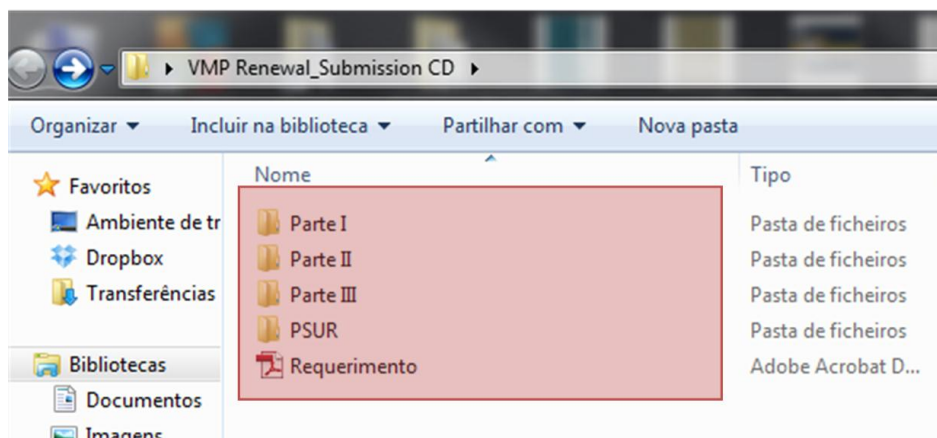 VMP Renewal_Submission CD
Organizar Incluir na biblioteca Partilhar com Nova pasta
Favoritos
Ambiente de tr
Dropbox
Transferências
Bibliotecas
Documentos
Imagens
Nome Tipo
Parte I Pasta de ficheiros
Parte II Pasta de ficheiros
Parte III Pasta de ficheiros
PSUR Pasta de ficheiros
Requerimento Adobe Acrobat D...